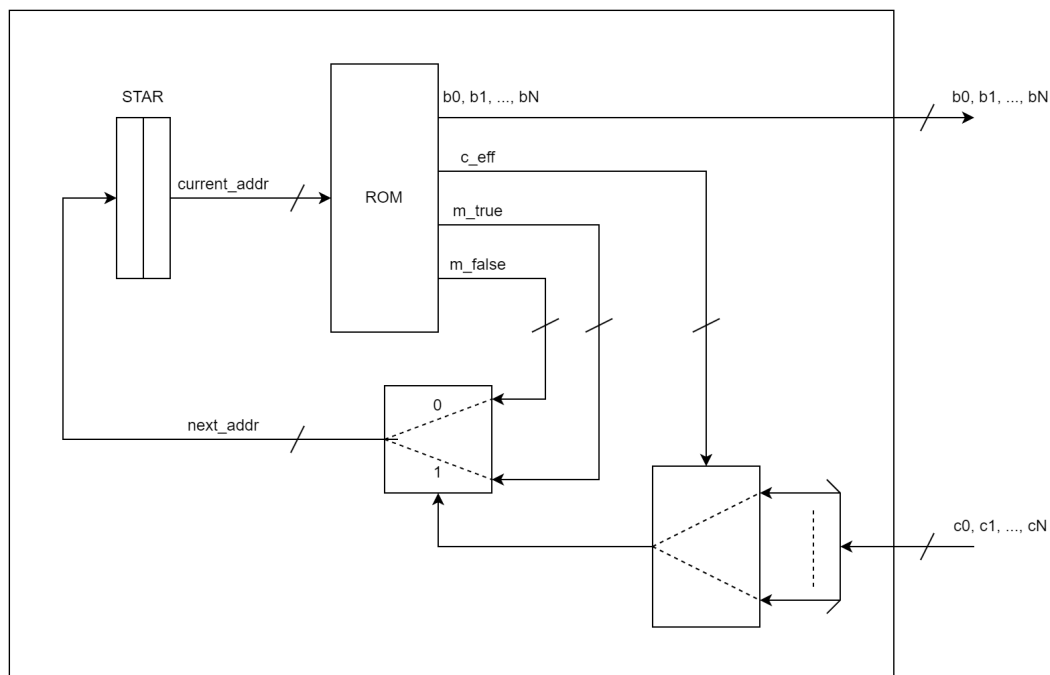 STAR
b0, b1, ..., bN
b0, b1, ..., bN
c_eff
current_addr
ROM
m_true
m_false
0
next_addr
1
c0, c1, ..., cN